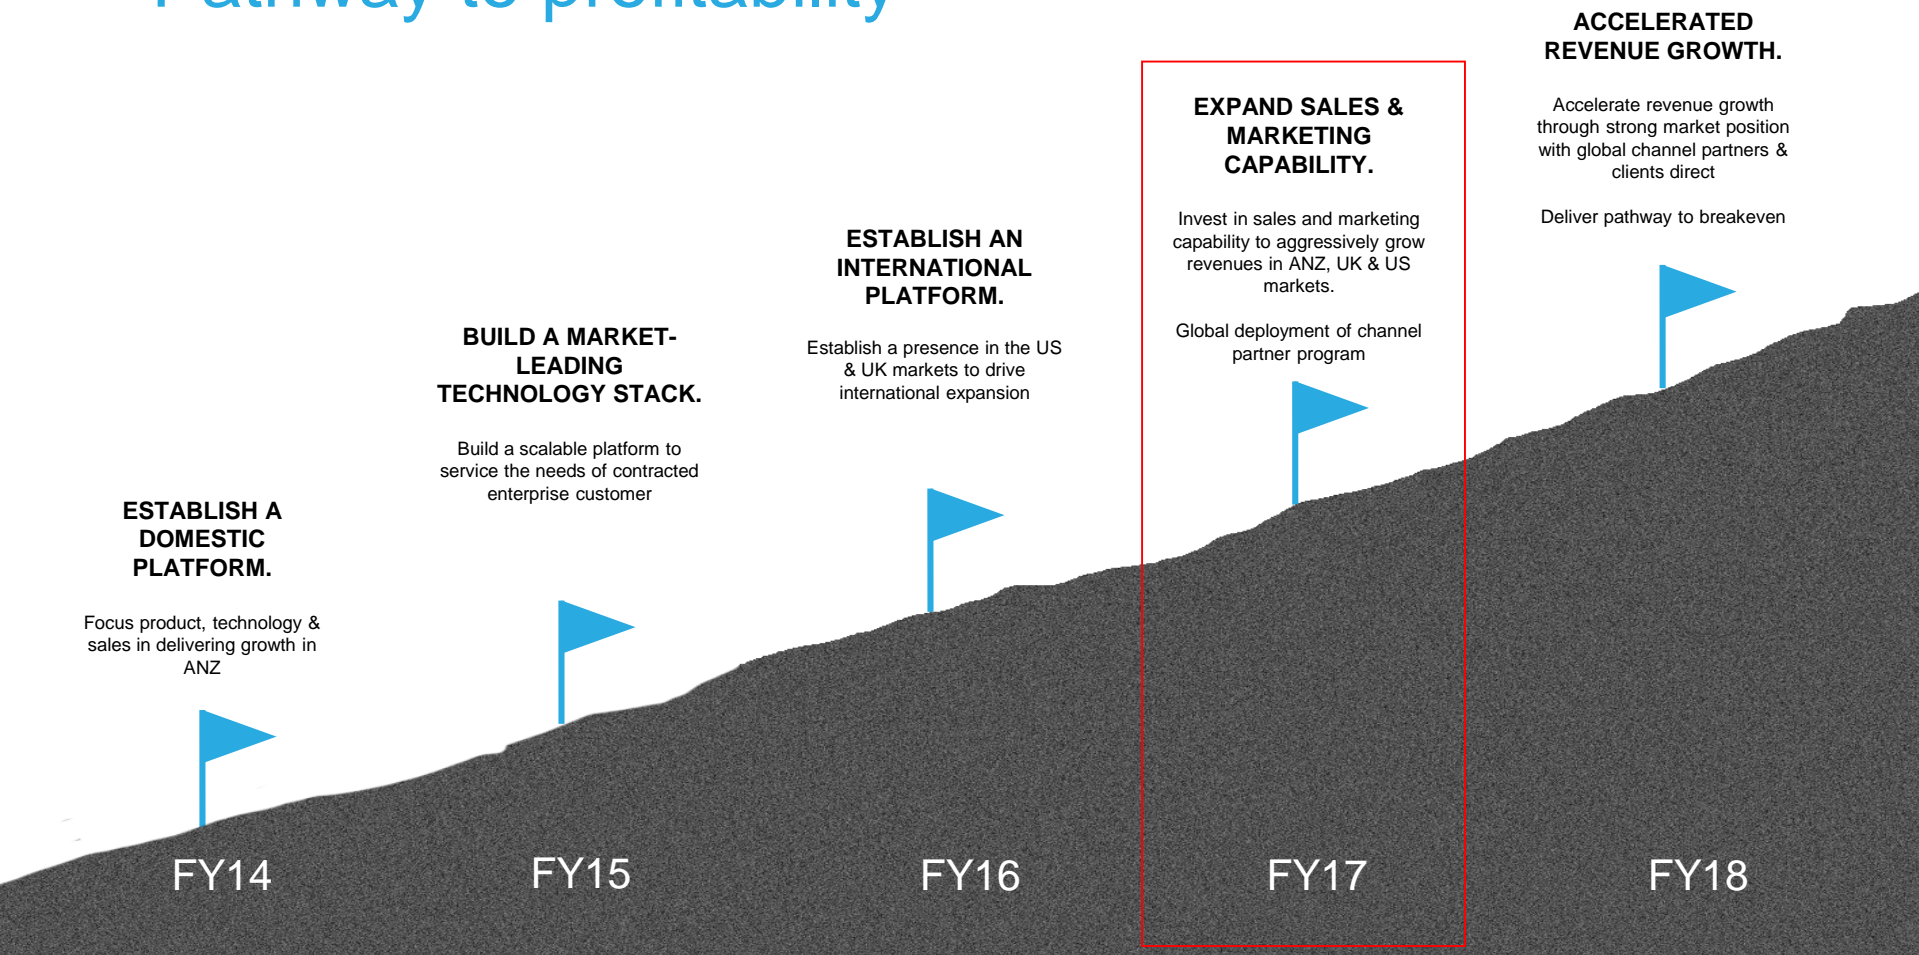 Pathway to profitability
ESTABLISH A
DOMESTIC
PLATFORM.
Focus product, technology &
sales in delivering growth in
ANZ
FY14
BUILD A MARKET-
LEADING
TECHNOLOGY STACK.
Build a scalable platform to
service the needs of contracted
enterprise customer
FY15
ESTABLISH AN
INTERNATIONAL
PLATFORM.
Establish a presence in the US
& UK markets to drive
international expansion
FY16
EXPAND SALES &
MARKETING
CAPABILITY.
Invest in sales and marketing
capability to aggressively grow
revenues in ANZ, UK & US
markets.
Global deployment of channel
partner program
FY17
ACCELERATED
REVENUE GROWTH.
Accelerate revenue growth
through strong market position
with global channel partners &
clients direct
Deliver pathway to breakeven
FY18